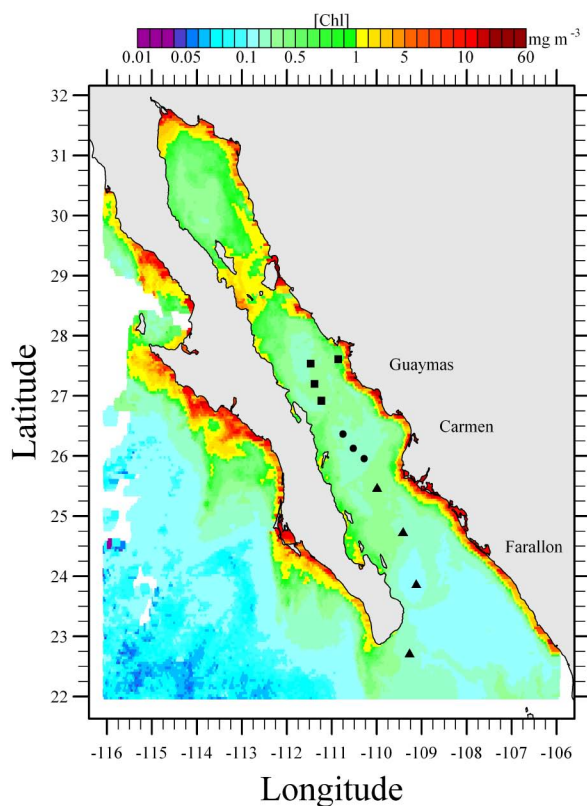 [Chl]
mg m-3
0.01 0.05 0.1 0.5 1 5 10 60
32
31
30
29
28
27
26
25
24
23
22
Guaymas
Carmen
Farallon
Latitude
-116 -115 -114 -113 -112 -111 -110 -109 -108 -107 -106
Longitude